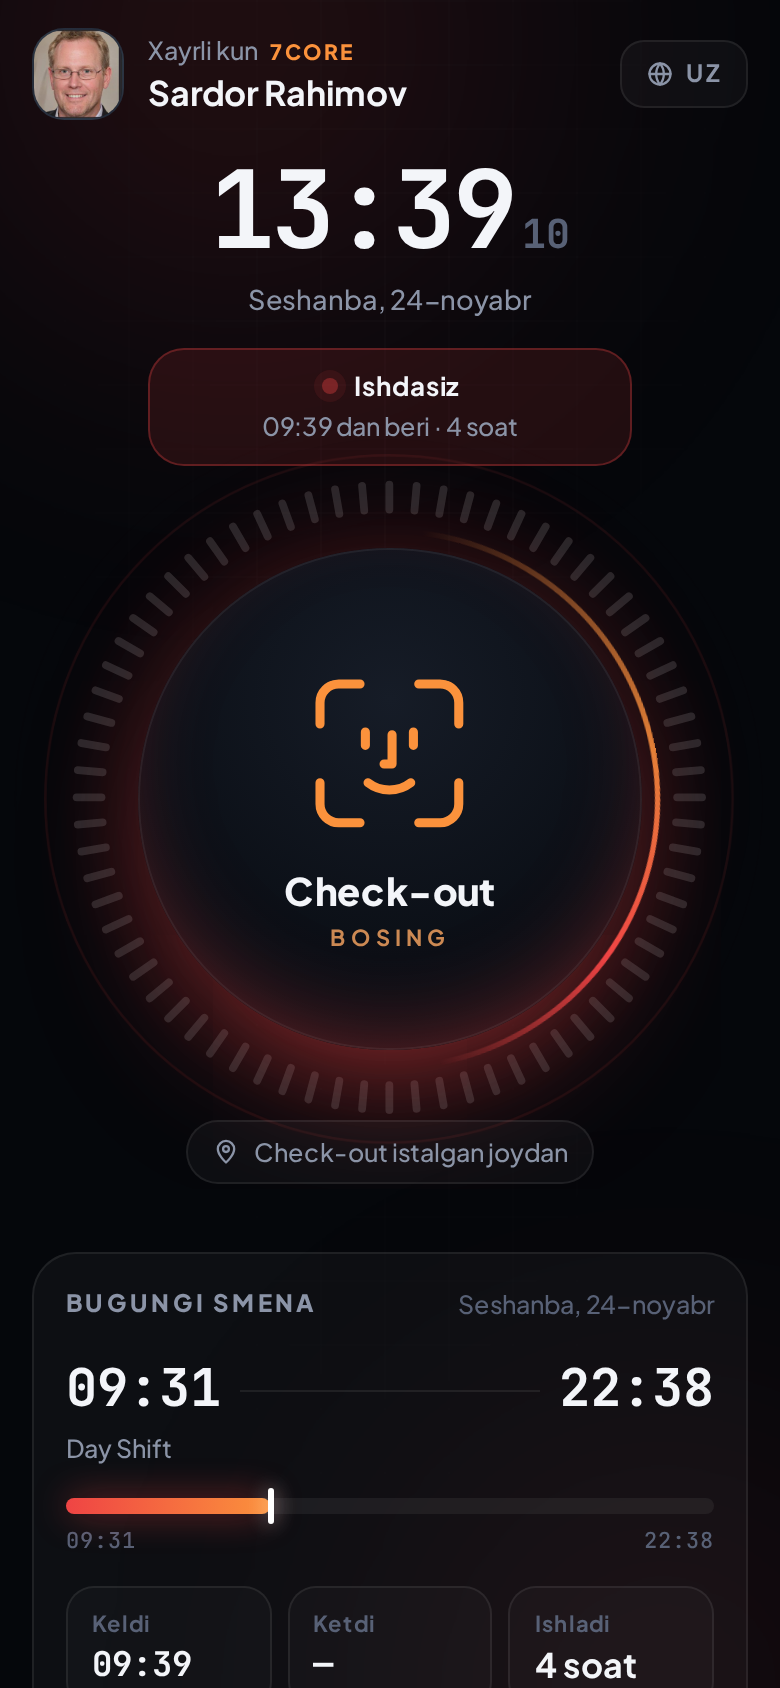 Xayrli kun 7CORE
Sardor Rahimov
UZ
13:39 10
Seshanba, 24-noyabr
Ishdasiz
09:39 dan beri · 4 soat
Check-out
BOSING
Check-out istalgan joydan
BUGUNGI SMENA
Seshanba, 24-noyabr
09:31
22:38
Day Shift
09:31
22:38
Keldi
Ketdi
Ishladi
09:39
–
4 soat